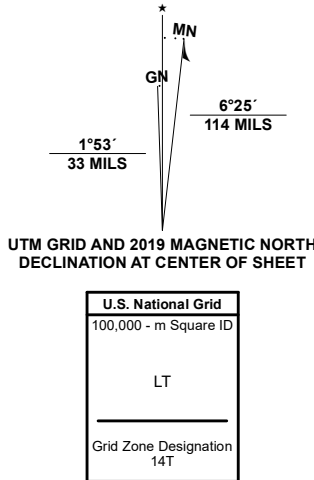 ★
MN
GN
6°25´
114 MILS
1°53´
33 MILS
UTM GRID AND 2019 MAGNETIC NORTH
DECLINATION AT CENTER OF SHEET
U.S. National Grid
100,000 - m Square ID
LT
Grid Zone Designation
14T